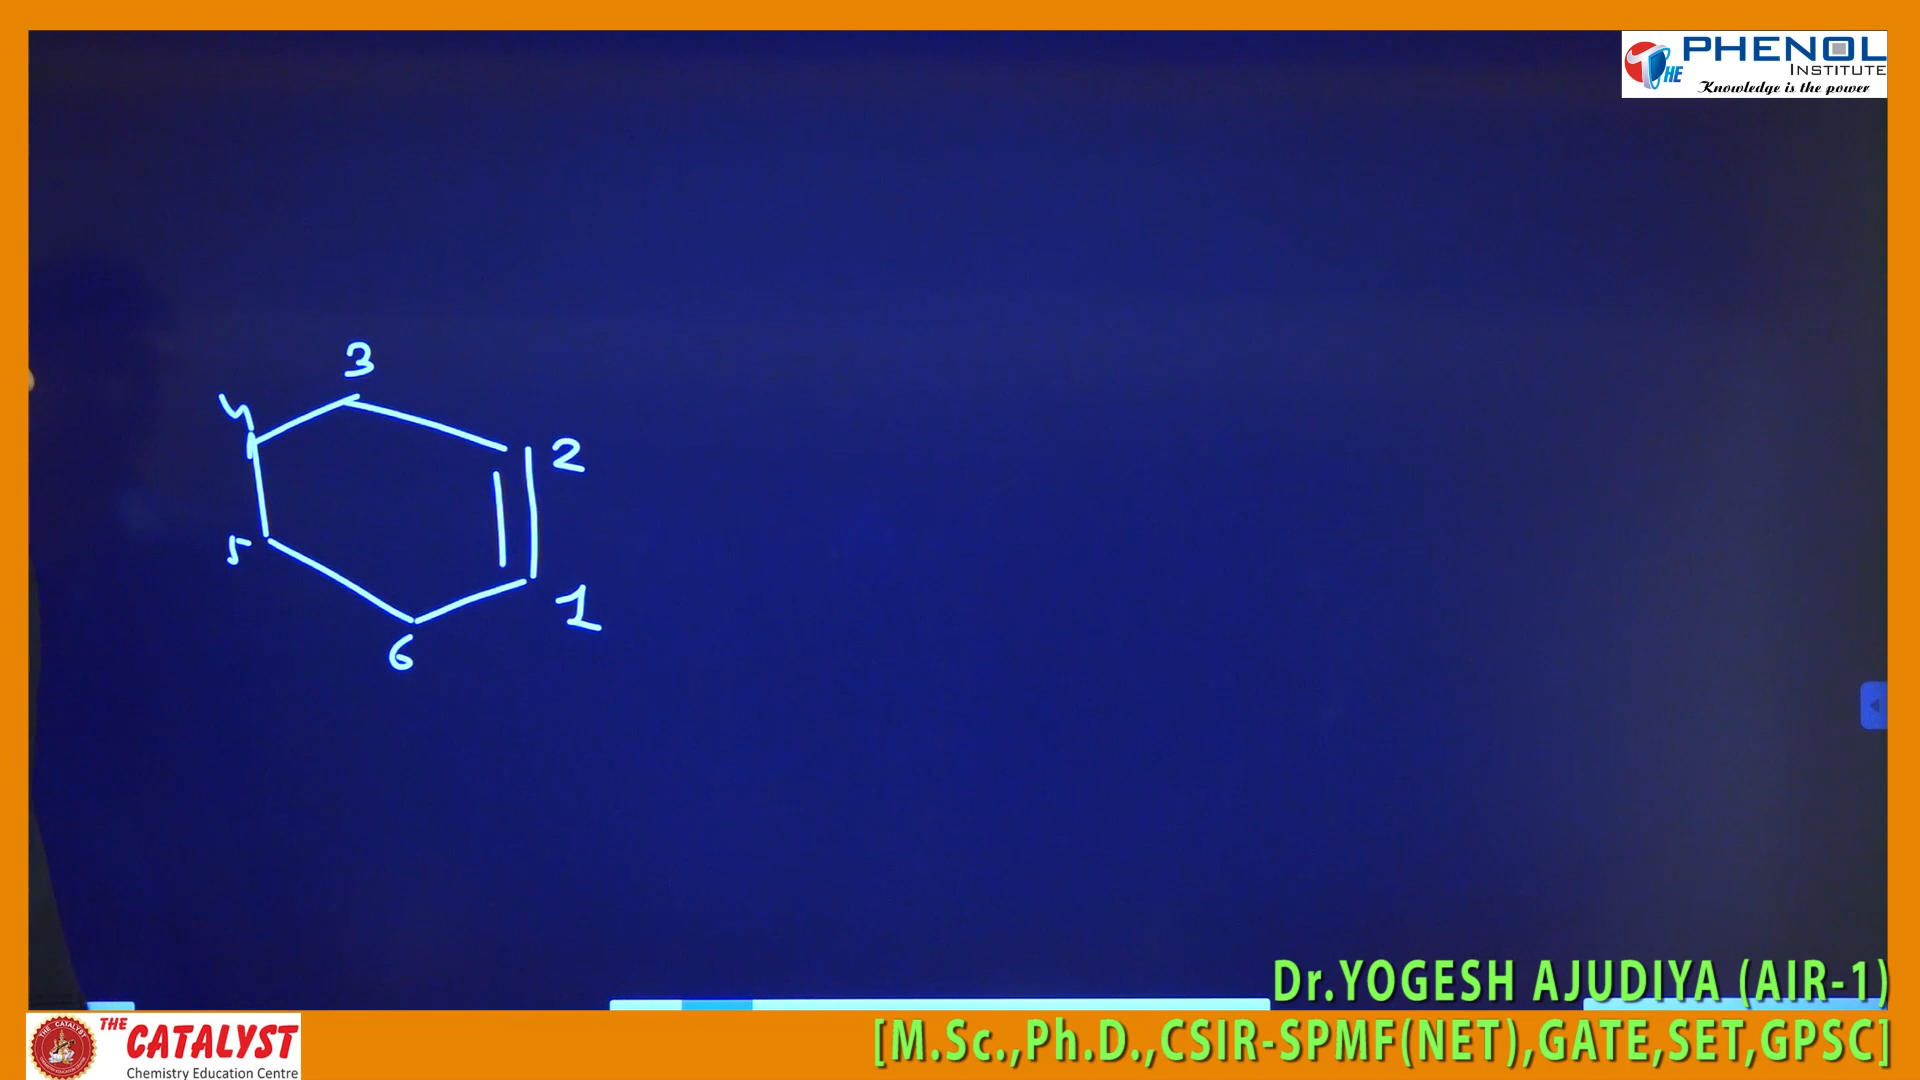 THE PHENOL
INSTITUTE
Knowledge is the power
3
4
2
5
1
6
Dr.YOGESH AJUDIYA (AIR-1)
[M.Sc.,Ph.D.,CSIR-SPMF(NET),GATE,SET,GPSC]
THE CATALYST
Chemistry Education Centre